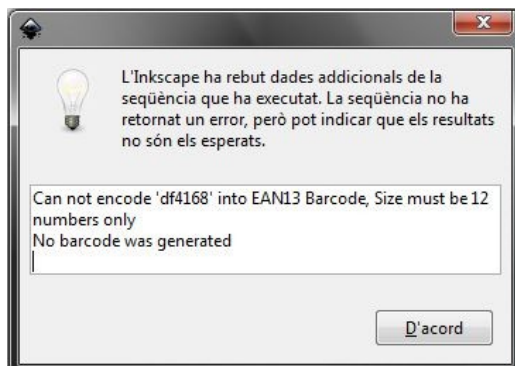 L'Inkscape ha rebut dades addicionals de la
seqüència que ha executat. La seqüència no ha
retornat un error, però pot indicar que els resultats
no són els esperats.
Can not encode 'df4168' into EAN13 Barcode, Size must be 12
numbers only
No barcode was generated
D'acord